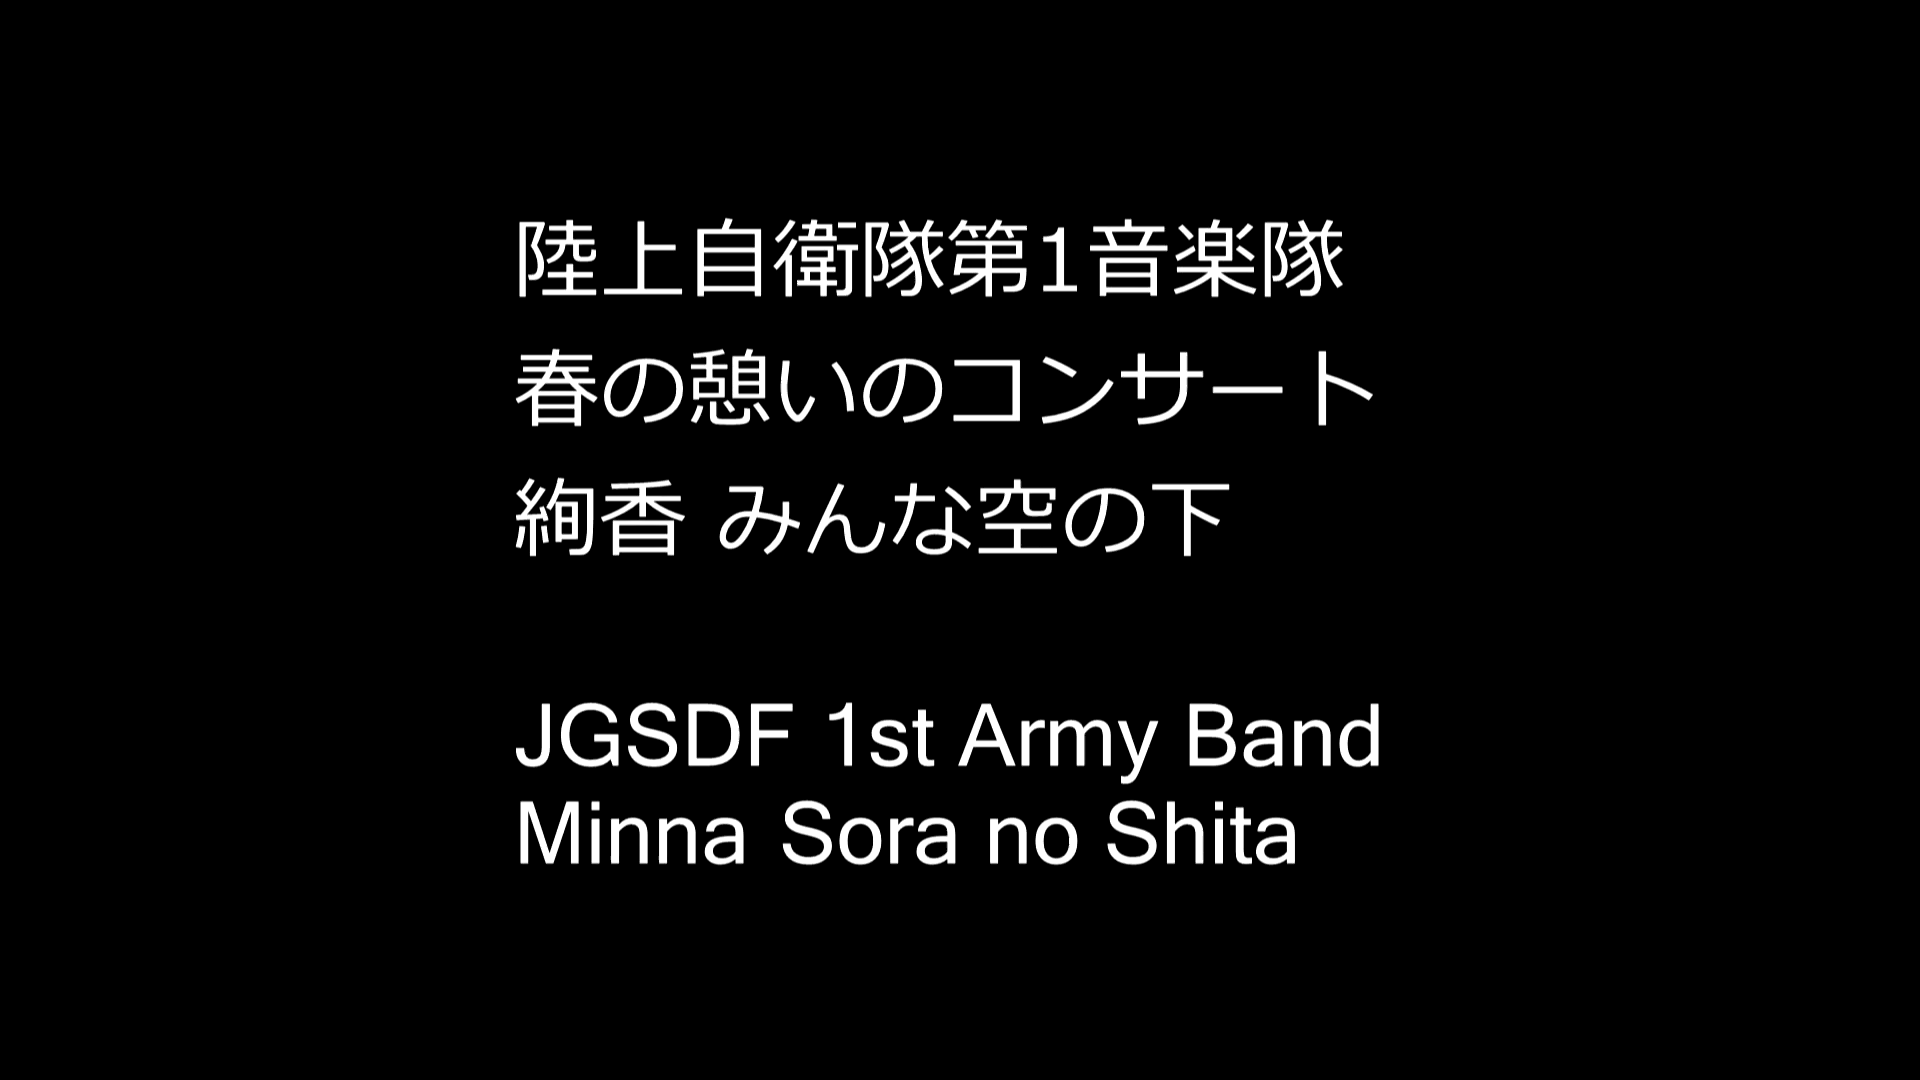 陸上自衛隊第1音楽隊
春の憩いのコンサート
絢香 みんな空の下
JGSDF 1st Army Band
Minna Sora no Shita